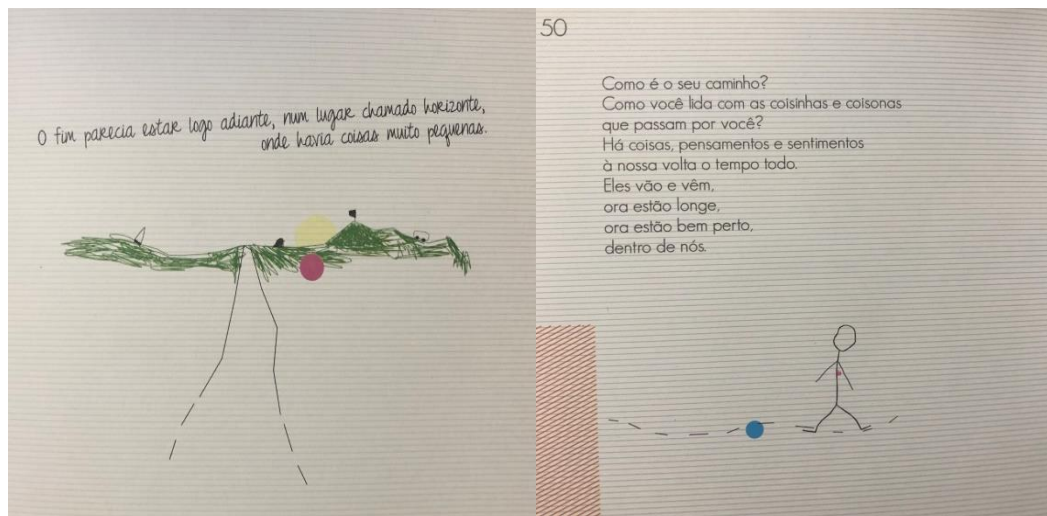 O fim parecia estar logo adiante, num lugar chamado horizonte,
onde havia coisas muito pequenas.
50
Como é o seu caminho?
Como você lida com as coisinhas e coisonas
que passam por você?
Há coisas, pensamentos e sentimentos
à nossa volta o tempo todo.
Eles vão e vêm,
ora estão longe,
ora estão bem perto,
dentro de nós.